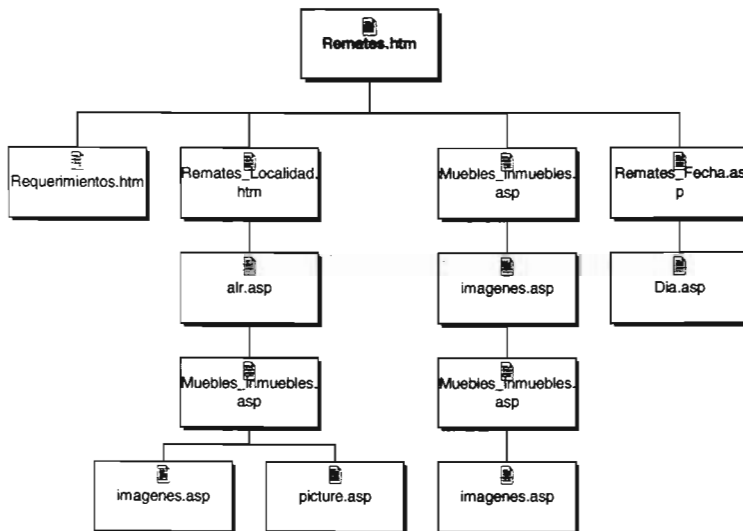 Remates.htm
Requerimientos.htm
Remates_Localidad.
htm
Muebles_Inmuebles.
asp
Remates_Fecha.as
p
alr.asp
imagenes.asp
Dia.asp
Muebles_Inmuebles.
asp
Muebles_Inmuebles.
asp
imagenes.asp
picture.asp
imagenes.asp